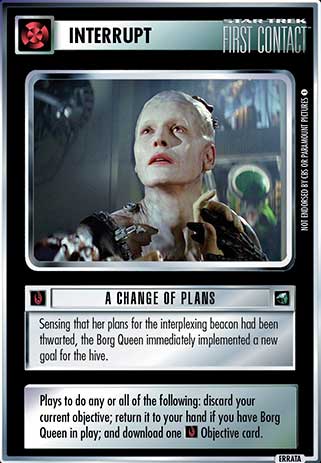 INTERRUPT
STAR TREK
FIRST CONTACT
NOT ENDORSED BY CBS OR PARAMOUNT PICTURES
A CHANGE OF PLANS
Sensing that her plans for the interplexing beacon had been
thwarted, the Borg Queen immediately implemented a new
goal for the hive.
Plays to do any or all of the following: discard your
current objective; return it to your hand if you have Borg
Queen in play; and download one Objective card.
ERRATA